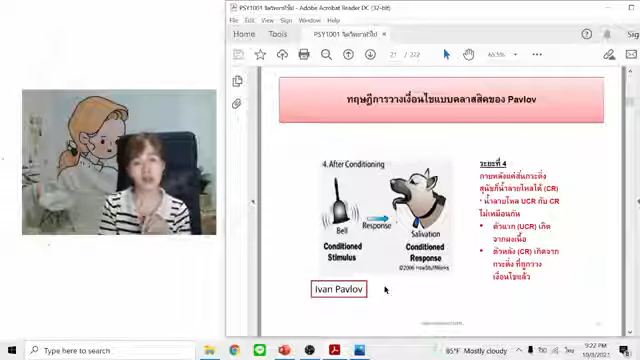 PSY1001 จิตวิทยาทั่วไป - Adobe Acrobat Reader DC (32-bit)
File Edit View Sign Window Help
Home Tools PSY1001 จิตวิทยาทั่วไป × Sig
21 / 222
ทฤษฎีการวางเงื่อนไขแบบคลาสสิคของ Pavlov
4. After Conditioning
Bell
Response
Salivation
Conditioned
Stimulus
Conditioned
Response
©2006 HowStuffWorks
Ivan Pavlov
ระยะที่ 4
ภายหลังแค่สั่นกระดิ่ง
สุนัขก็น้ำลายไหลได้ (CR)
• น้ำลายไหล UCR กับ CR
ไม่เหมือนกัน
• ตัวแรก (UCR) เกิด
จากผงเนื้อ
• ตัวหลัง (CR) เกิดจาก
กระดิ่ง ที่ถูกวาง
เงื่อนไขแล้ว
Type here to search
85°F Mostly cloudy
ไทย
9:22 PM